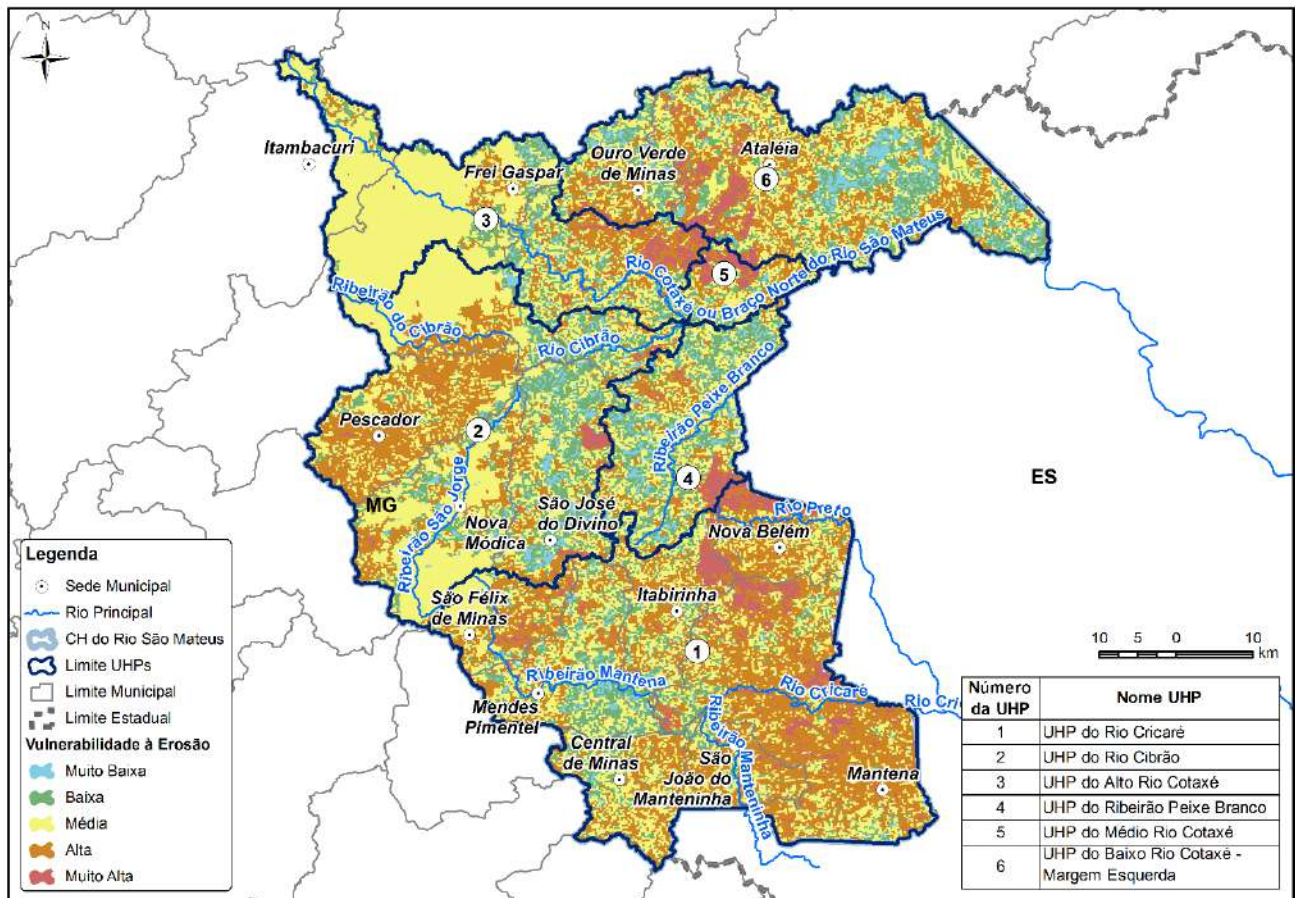 N
Itambacuri
Frei Gaspar
Ouro Verde
de Minas
Ataléia
6
3
5
Rio Cotaxé ou Braço Norte do Rio São Mateus
Ribeirão do Cibrão
Rio Cibrão
Ribeirão Peixe Branco
Pescador
2
4
ES
MG
Ribeirão São Jorge
Nova
Módica
São José
do Divino
Rio Preto
Nova Belém
São Félix
de Minas
Itabirinha
1
Ribeirão Mantena
Rio Cricaré
Rio Cri
Mendes
Pimentel
Central
de Minas
Ribeirão Manteninha
São
João do
Manteninha
Mantena
Legenda
Sede Municipal
Rio Principal
CH do Rio São Mateus
Limite UHPs
Limite Municipal
Limite Estadual
Vulnerabilidade à Erosão
Muito Baixa
Baixa
Média
Alta
Muito Alta
10 5 0 10
km
Número da UHP Nome UHP
1 UHP do Rio Cricaré
2 UHP do Rio Cibrão
3 UHP do Alto Rio Cotaxé
4 UHP do Ribeirão Peixe Branco
5 UHP do Médio Rio Cotaxé
6 UHP do Baixo Rio Cotaxé -
Margem Esquerda